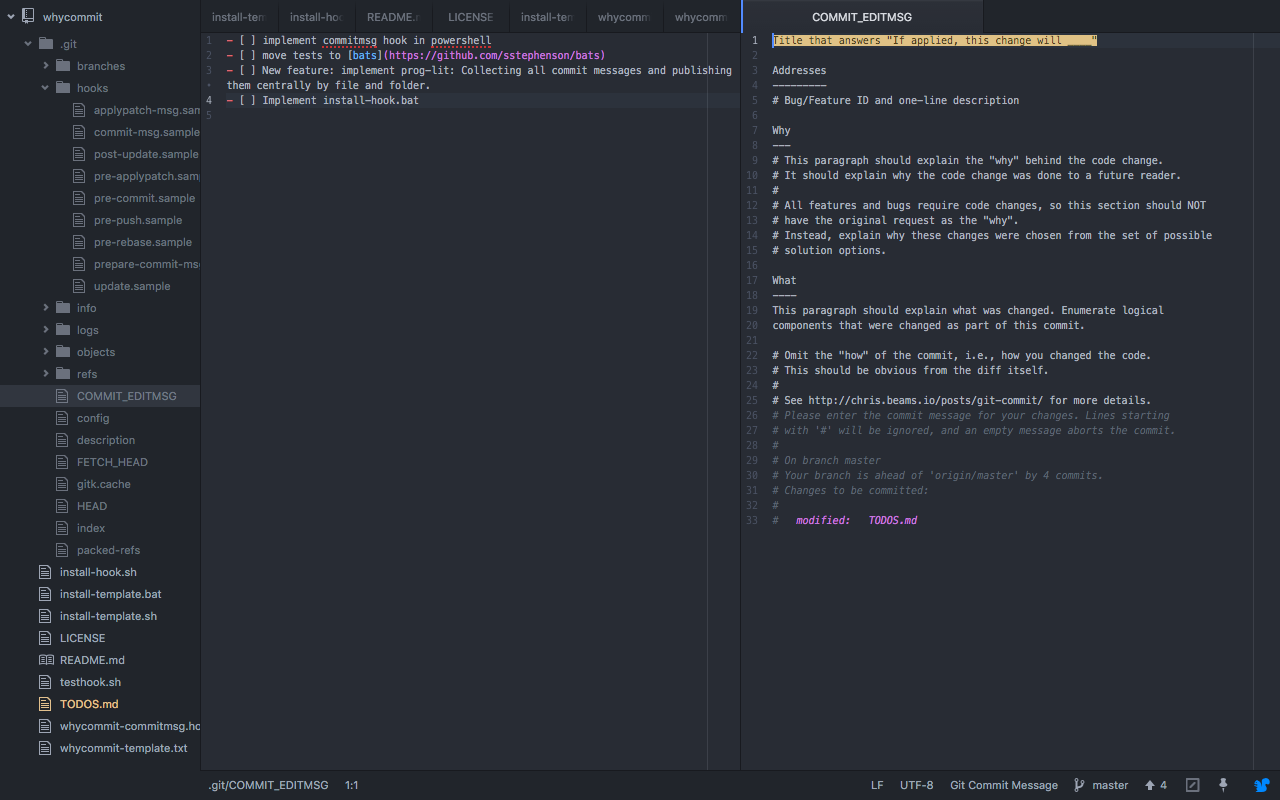 whycommit
.git
branches
hooks
applypatch-msg.sam
commit-msg.sample
post-update.sample
pre-applypatch.sam
pre-commit.sample
pre-push.sample
pre-rebase.sample
prepare-commit-msg
update.sample
info
logs
objects
refs
COMMIT_EDITMSG
config
description
FETCH_HEAD
gitk.cache
HEAD
index
packed-refs
install-hook.sh
install-template.bat
install-template.sh
LICENSE
README.md
testhook.sh
TODOS.md
whycommit-commitmsg.ho
whycommit-template.txt
install-tem install-hoo README.m LICENSE install-tem whycomm whycomm
1 - [ ] implement commitmsg hook in powershell
2 - [ ] move tests to [bats](https://github.com/sstephenson/bats)
3 - [ ] New feature: implement prog-lit: Collecting all commit messages and publishing
• them centrally by file and folder.
4 - [ ] Implement install-hook.bat
5
COMMIT_EDITMSG
1 Title that answers "If applied, this change will ____"
2
3 Addresses
4 ---------
5 # Bug/Feature ID and one-line description
6
7 Why
8 ---
9 # This paragraph should explain the "why" behind the code change.
10 # It should explain why the code change was done to a future reader.
11 #
12 # All features and bugs require code changes, so this section should NOT
13 # have the original request as the "why".
14 # Instead, explain why these changes were chosen from the set of possible
15 # solution options.
16
17 What
18 ----
19 This paragraph should explain what was changed. Enumerate logical
20 components that were changed as part of this commit.
21
22 # Omit the "how" of the commit, i.e., how you changed the code.
23 # This should be obvious from the diff itself.
24 #
25 # See http://chris.beams.io/posts/git-commit/ for more details.
26 # Please enter the commit message for your changes. Lines starting
27 # with '#' will be ignored, and an empty message aborts the commit.
28 #
29 # On branch master
30 # Your branch is ahead of 'origin/master' by 4 commits.
31 # Changes to be committed:
32 #
33 #   modified:   TODOS.md
.git/COMMIT_EDITMSG 1:1 LF UTF-8 Git Commit Message master 4